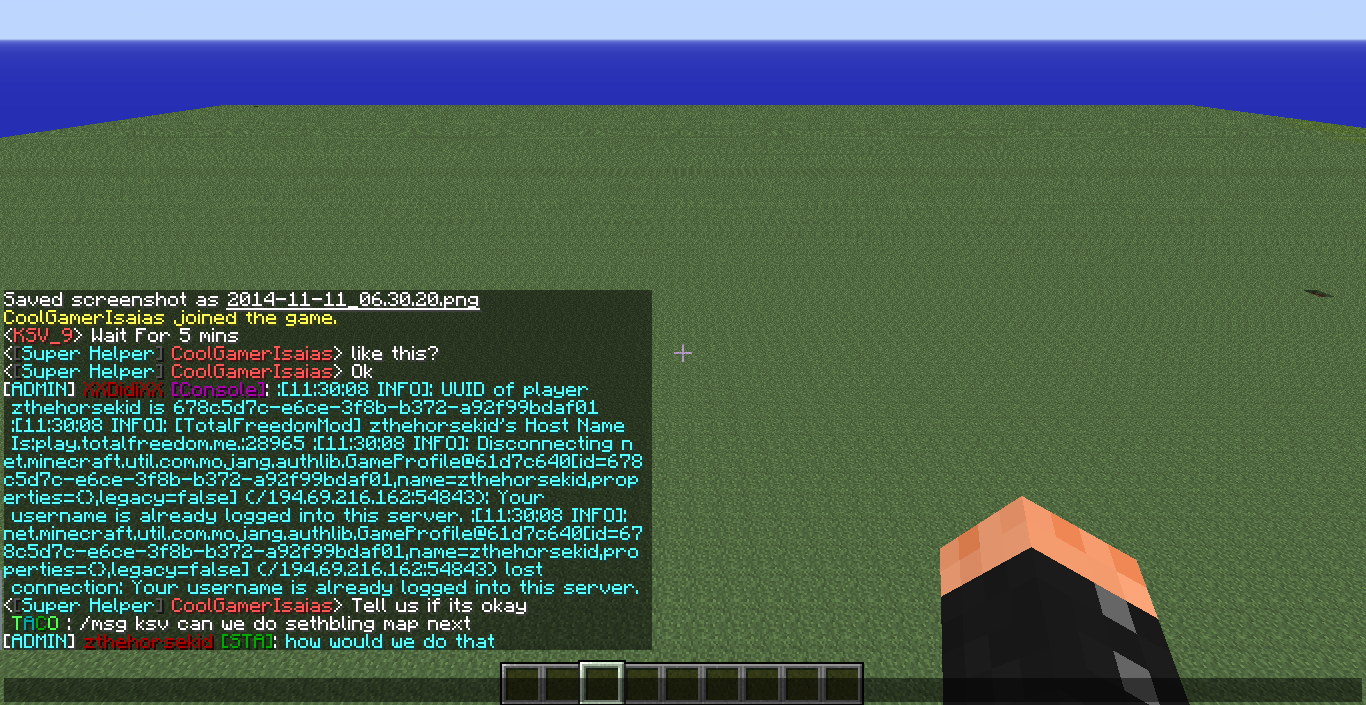 Saved screenshot as 2014-11-11_06.30.20.png
CoolGamerIsaias joined the game.
<KSV_9> Wait For 5 mins
<[Super Helper] CoolGamerIsaias> like this?
<[Super Helper] CoolGamerIsaias> Ok
[ADMIN] XXDidiXX [Console]: :[11:30:08 INFO]: UUID of player
zthehorsekid is 678c5d7c-e6ce-3f8b-b372-a92f99bdaf01
:[11:30:08 INFO]: [TotalFreedomMod] zthehorsekid's Host Name
Is:play.totalfreedom.me.:28965 :[11:30:08 INFO]: Disconnecting n
et.minecraft.util.com.mojang.authlib.GameProfile@61d7c640[id=678
c5d7c-e6ce-3f8b-b372-a92f99bdaf01,name=zthehorsekid,prop
erties={},legacy=false] (/194.69.216.162:54843): Your
username is already logged into this server. :[11:30:08 INFO]:
net.minecraft.util.com.mojang.authlib.GameProfile@61d7c640[id=67
8c5d7c-e6ce-3f8b-b372-a92f99bdaf01,name=zthehorsekid,pro
perties={},legacy=false] (/194.69.216.162:54843) lost
connection: Your username is already logged into this server.
<[Super Helper] CoolGamerIsaias> Tell us if its okay
TACO : /msg ksv can we do sethbling map next
[ADMIN] zthehorsekid [STA]: how would we do that